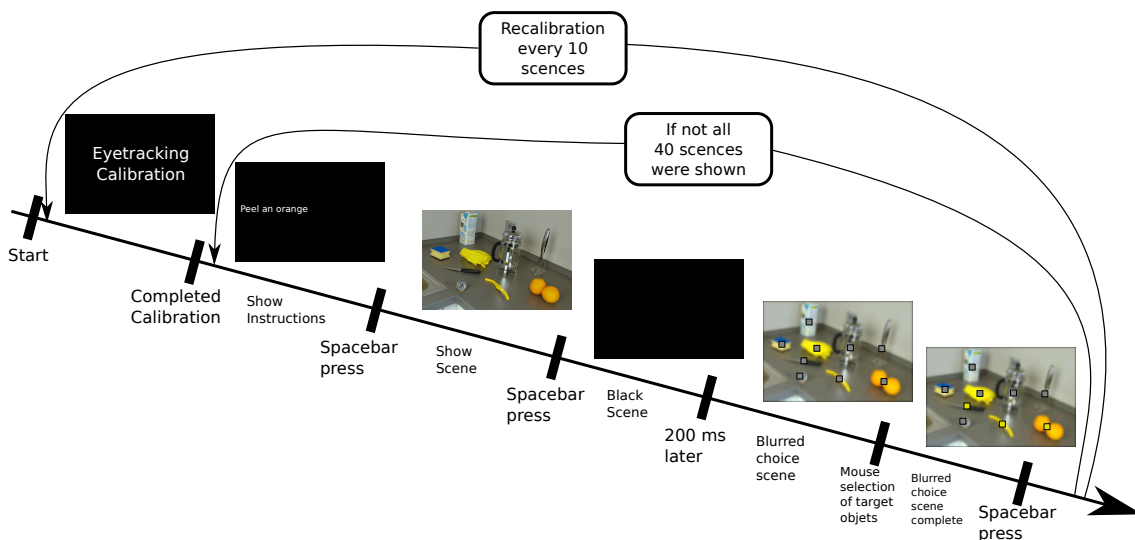 Recalibration
every 10
scences
If not all
40 scences
were shown
Eyetracking
Calibration
Peel an orange
Start
Completed
Calibration
Show
Instructions
Spacebar
press
Show
Scene
Spacebar
press
Black
Scene
200 ms
later
Blurred
choice
scene
Mouse
selection
of target
objets
Blurred
choice
scene
complete
Spacebar
press